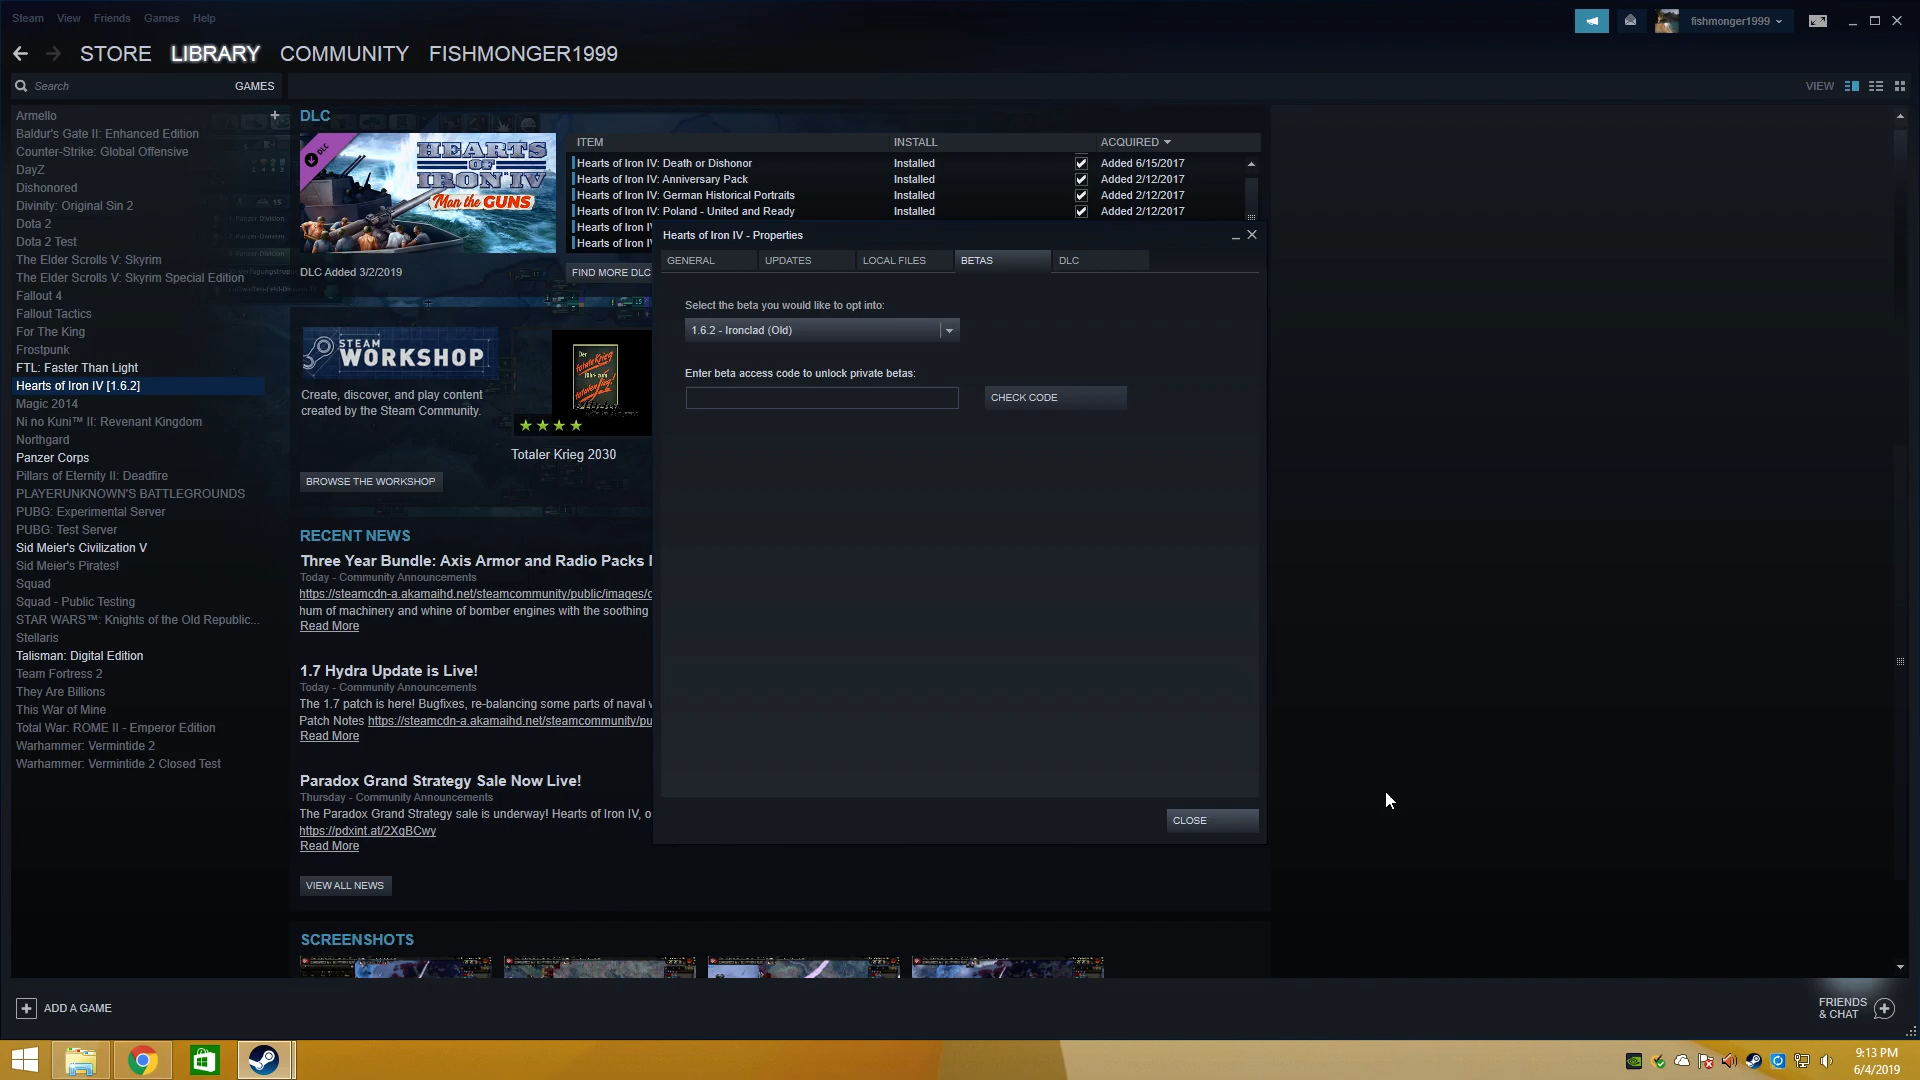 Steam View Friends Games Help
fishmonger1999
STORE LIBRARY COMMUNITY FISHMONGER1999
Search
GAMES
VIEW
Armello
Baldur's Gate II: Enhanced Edition
Counter-Strike: Global Offensive
DayZ
Dishonored
Divinity: Original Sin 2
Dota 2
Dota 2 Test
The Elder Scrolls V: Skyrim
The Elder Scrolls V: Skyrim Special Edition
Fallout 4
Fallout Tactics
For The King
Frostpunk
FTL: Faster Than Light
Hearts of Iron IV [1.6.2]
Magic 2014
Ni no Kuni™ II: Revenant Kingdom
Northgard
Panzer Corps
Pillars of Eternity II: Deadfire
PLAYERUNKNOWN'S BATTLEGROUNDS
PUBG: Experimental Server
PUBG: Test Server
Sid Meier's Civilization V
Sid Meier's Pirates!
Squad
Squad - Public Testing
STAR WARS™: Knights of the Old Republic...
Stellaris
Talisman: Digital Edition
Team Fortress 2
They Are Billions
This War of Mine
Total War: ROME II - Emperor Edition
Warhammer: Vermintide 2
Warhammer: Vermintide 2 Closed Test
ADD A GAME
DLC
DLC
HEARTS OF IRON IV
Man the GUNS
DLC Added 3/2/2019
ITEM INSTALL ACQUIRED
Hearts of Iron IV: Death or Dishonor Installed Added 6/15/2017
Hearts of Iron IV: Anniversary Pack Installed Added 2/12/2017
Hearts of Iron IV: German Historical Portraits Installed Added 2/12/2017
Hearts of Iron IV: Poland - United and Ready Installed Added 2/12/2017
Hearts of Iron I
Hearts of Iron I
FIND MORE DLC
STEAM WORKSHOP
Create, discover, and play content
created by the Steam Community.
Der
totale Krieg
Totaler Krieg 2030
BROWSE THE WORKSHOP
RECENT NEWS
Three Year Bundle: Axis Armor and Radio Packs
Today - Community Announcements
https://steamcdn-a.akamaihd.net/steamcommunity/public/images/c
hum of machinery and whine of bomber engines with the soothing
Read More
1.7 Hydra Update is Live!
Today - Community Announcements
The 1.7 patch is here! Bugfixes, re-balancing some parts of naval
Patch Notes https://steamcdn-a.akamaihd.net/steamcommunity/pu
Read More
Paradox Grand Strategy Sale Now Live!
Thursday - Community Announcements
The Paradox Grand Strategy sale is underway! Hearts of Iron IV, o
https://pdxint.at/2XgBCwy
Read More
VIEW ALL NEWS
SCREENSHOTS
Hearts of Iron IV - Properties
GENERAL UPDATES LOCAL FILES BETAS DLC
Select the beta you would like to opt into:
1.6.2 - Ironclad (Old)
Enter beta access code to unlock private betas:
CHECK CODE
CLOSE
FRIENDS
& CHAT
9:13 PM
6/4/2019